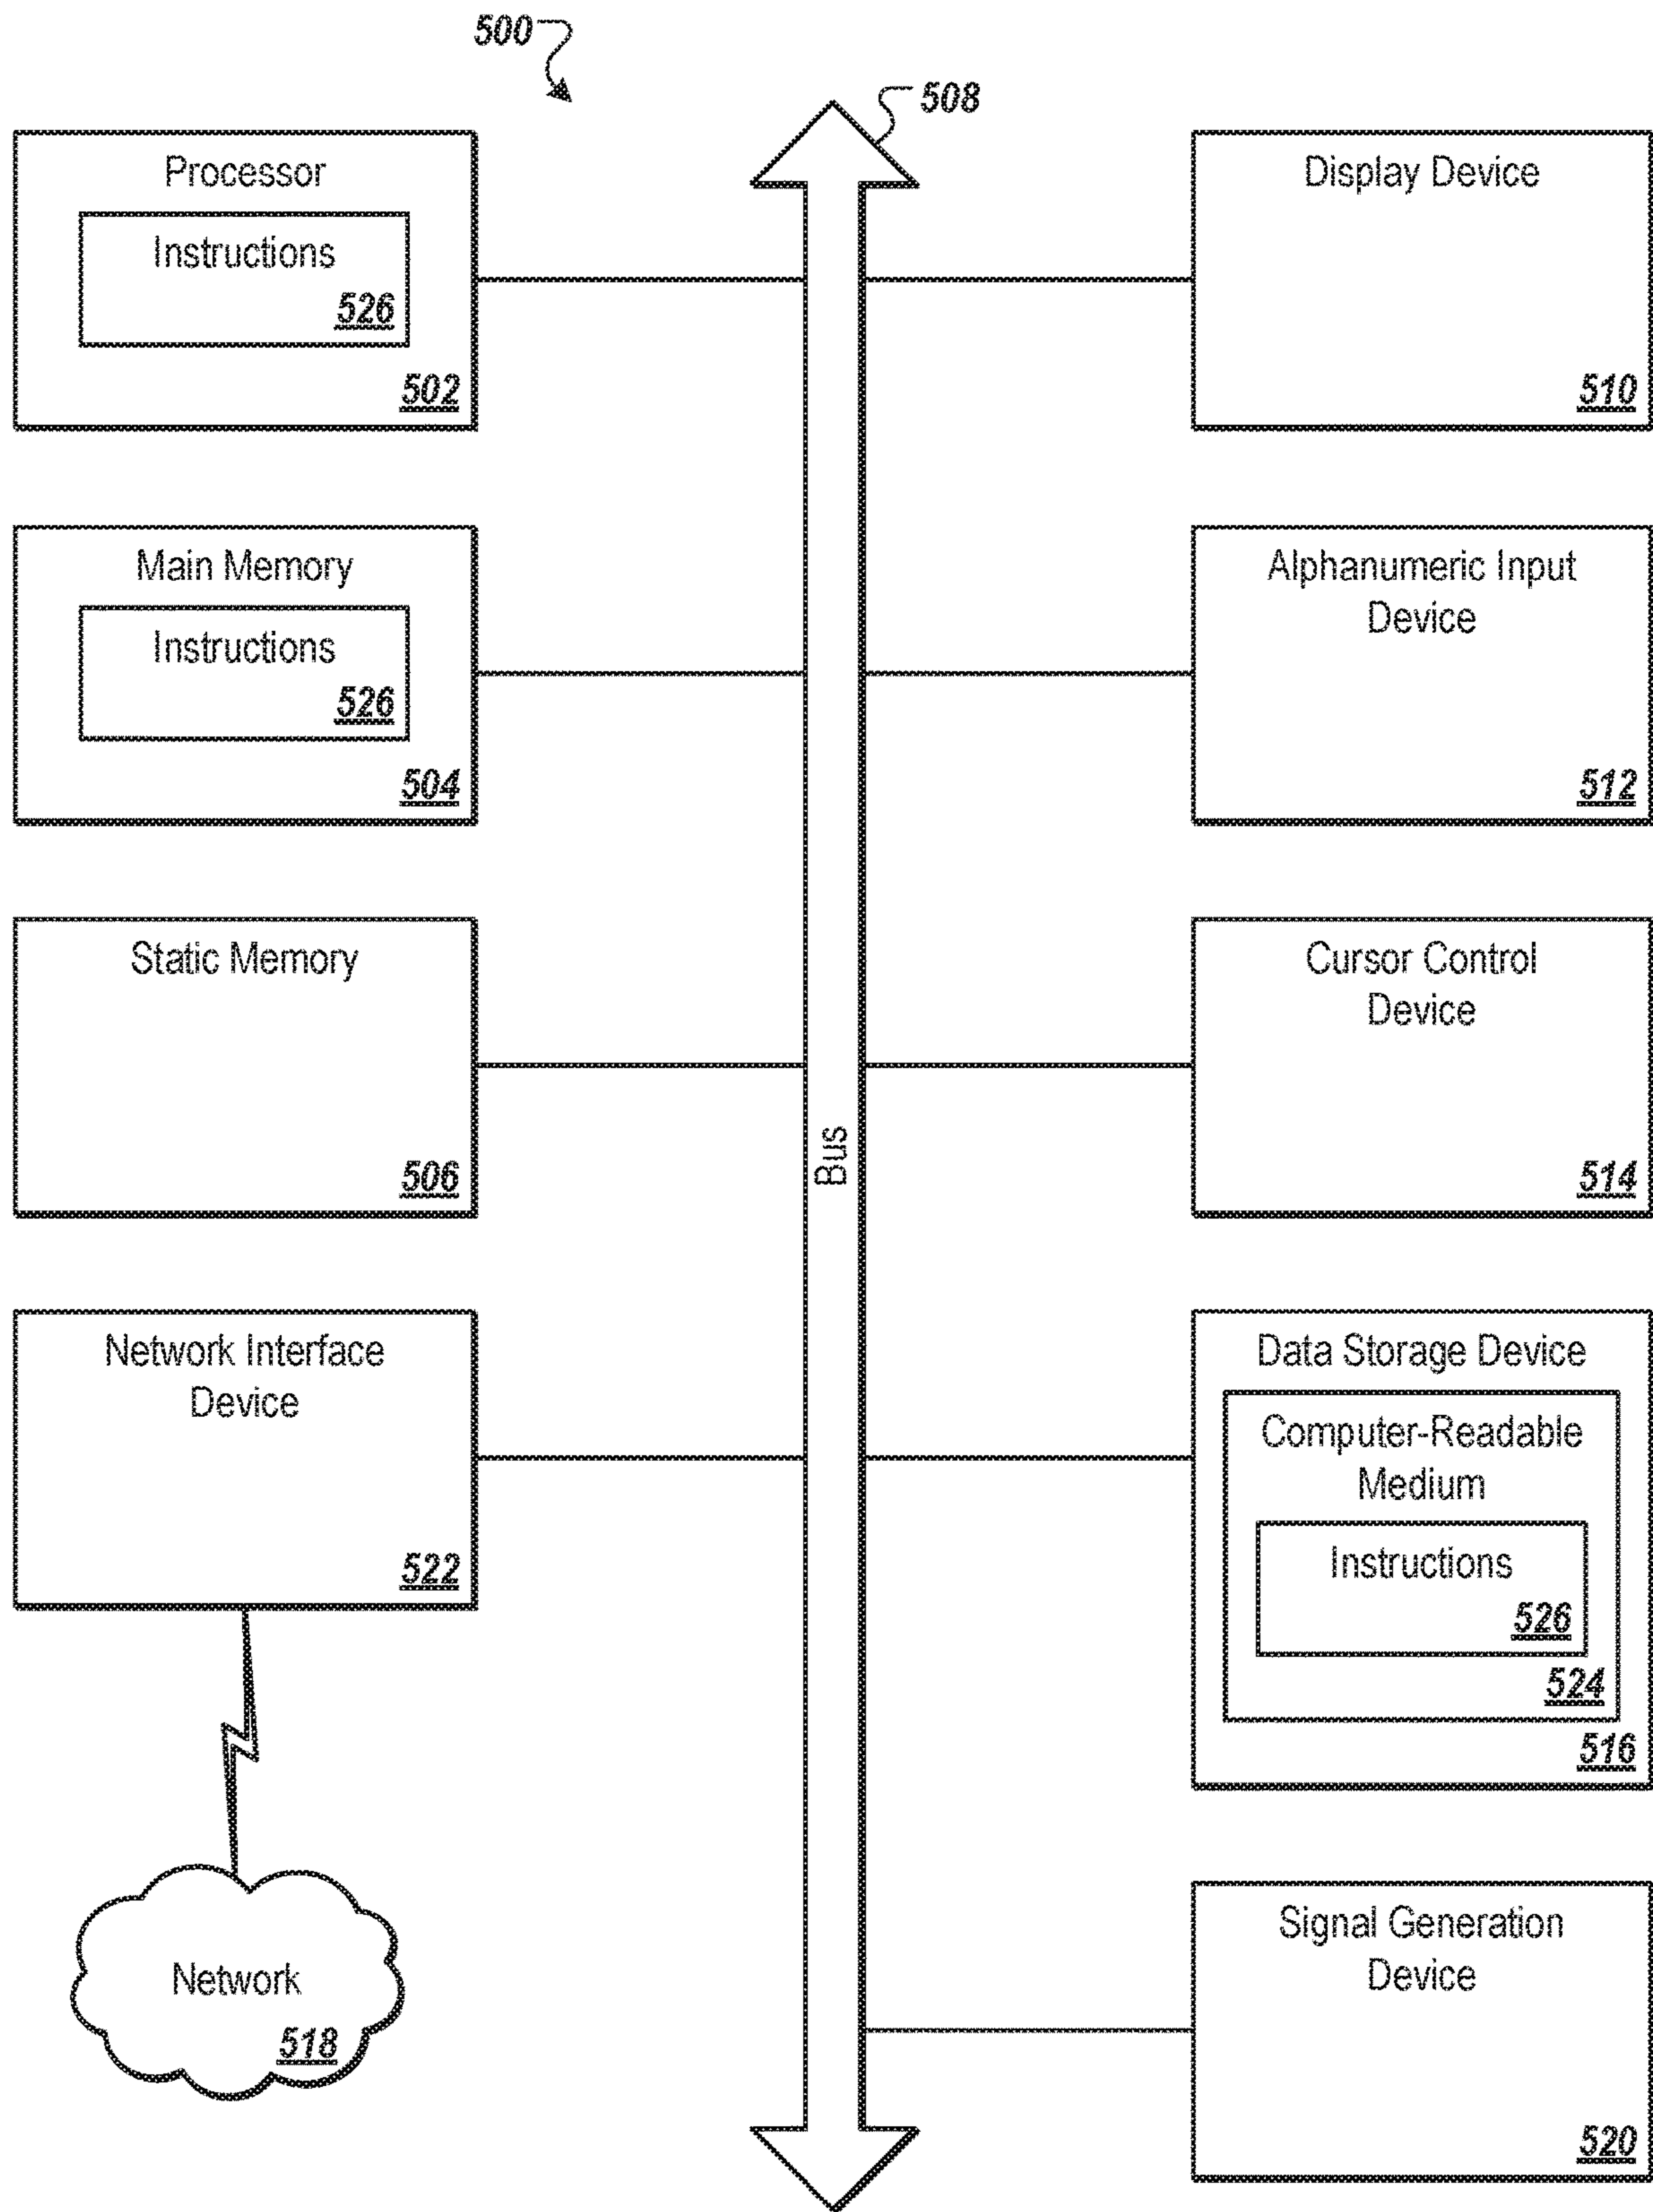 500
508
Processor
Instructions
526
502
Display Device
510
Main Memory
Instructions
526
504
Alphanumeric Input
Device
512
Static Memory
506
Cursor Control
Device
514
Bus
Network Interface
Device
522
Data Storage Device
Computer-Readable
Medium
Instructions
526
524
516
Network
518
Signal Generation
Device
520